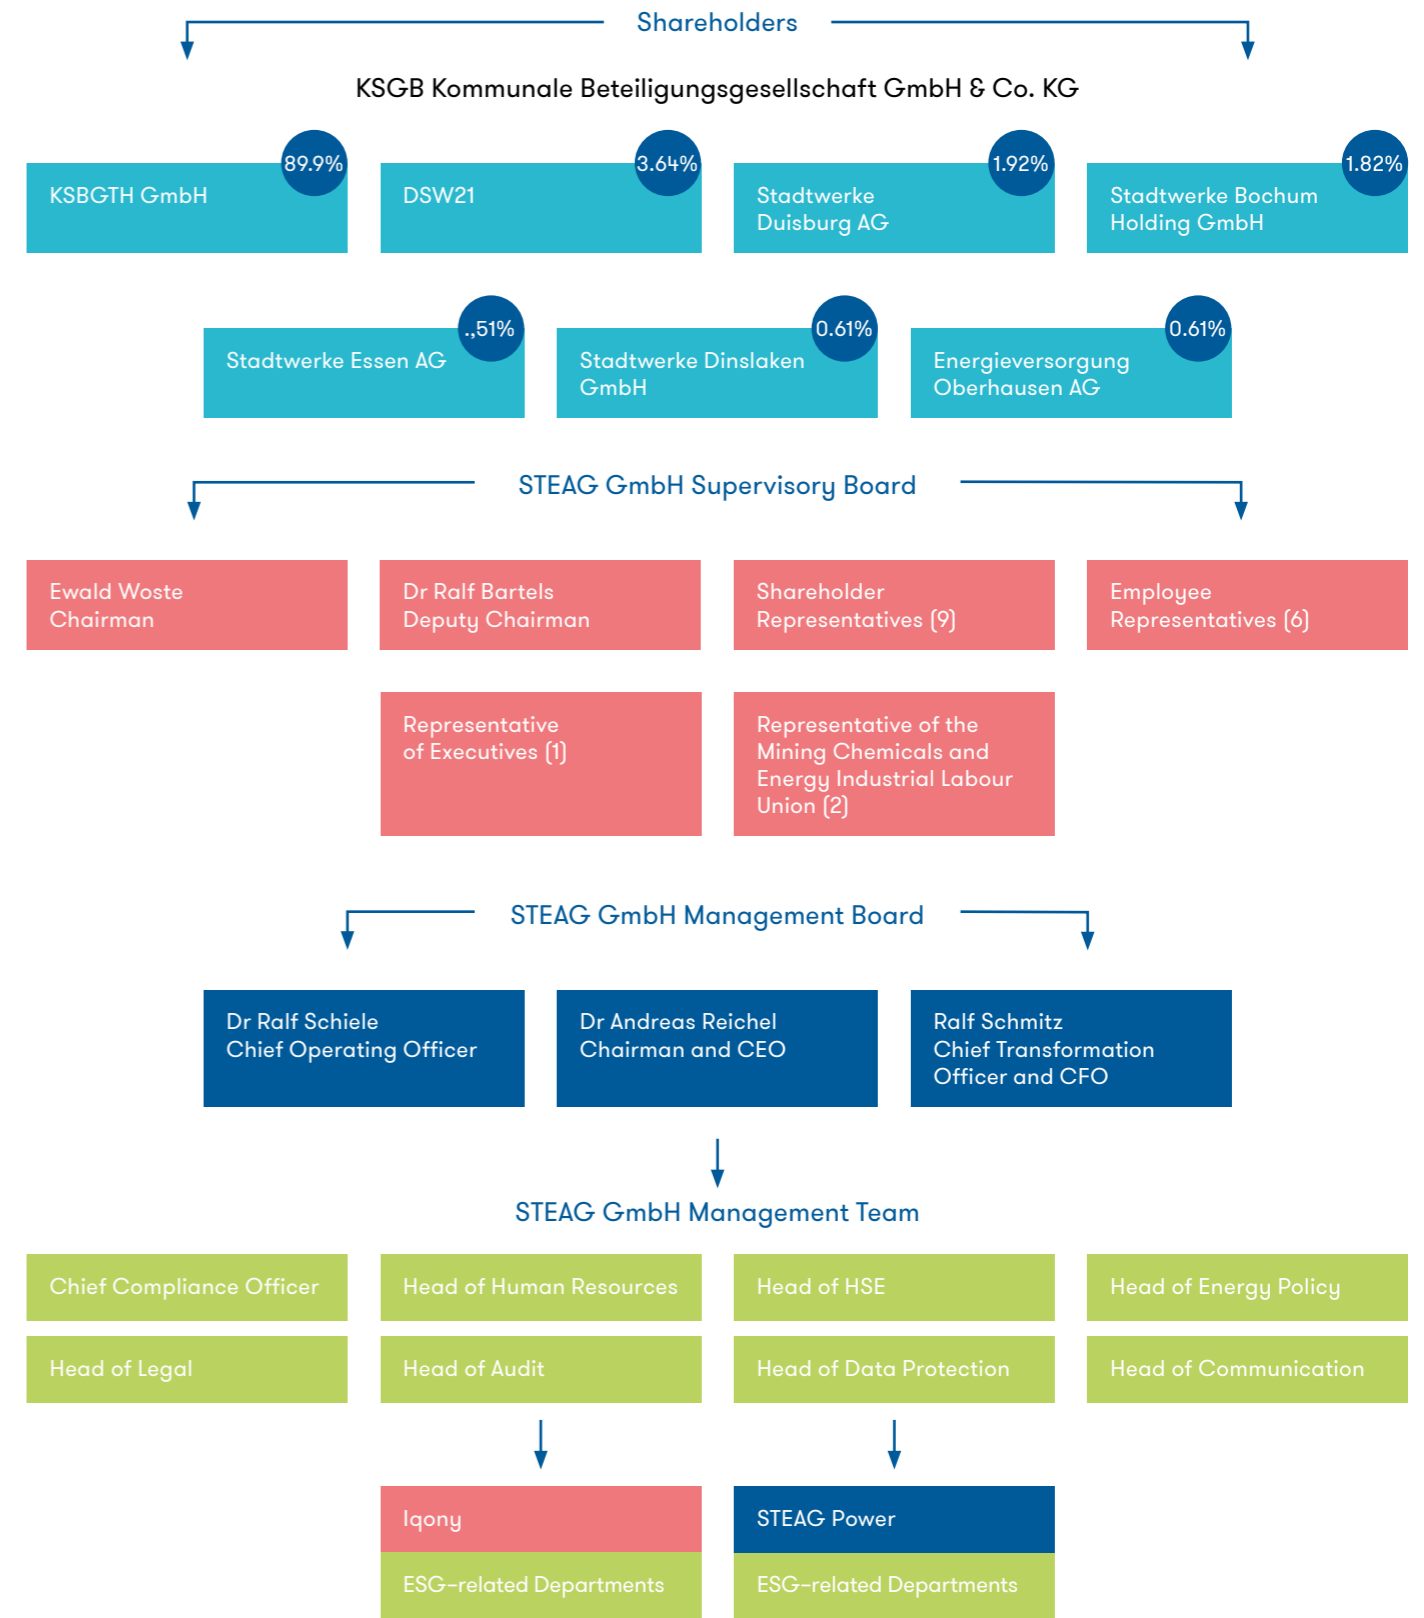 Shareholders
KSGB Kommunale Beteiligungsgesellschaft GmbH & Co. KG
89.9%
KSBGTH GmbH
3.64%
DSW21
1.92%
Stadtwerke
Duisburg AG
1.82%
Stadtwerke Bochum
Holding GmbH
.,51%
Stadtwerke Essen AG
0.61%
Stadtwerke Dinslaken
GmbH
0.61%
Energieversorgung
Oberhausen AG
STEAG GmbH Supervisory Board
Ewald Woste
Chairman
Dr Ralf Bartels
Deputy Chairman
Shareholder
Representatives (9)
Employee
Representatives (6)
Representative
of Executives (1)
Representative of the
Mining Chemicals and
Energy Industrial Labour
Union (2)
STEAG GmbH Management Board
Dr Ralf Schiele
Chief Operating Officer
Dr Andreas Reichel
Chairman and CEO
Ralf Schmitz
Chief Transformation
Officer and CFO
STEAG GmbH Management Team
Chief Compliance Officer
Head of Human Resources
Head of HSE
Head of Energy Policy
Head of Legal
Head of Audit
Head of Data Protection
Head of Communication
Iqony
ESG–related Departments
STEAG Power
ESG–related Departments